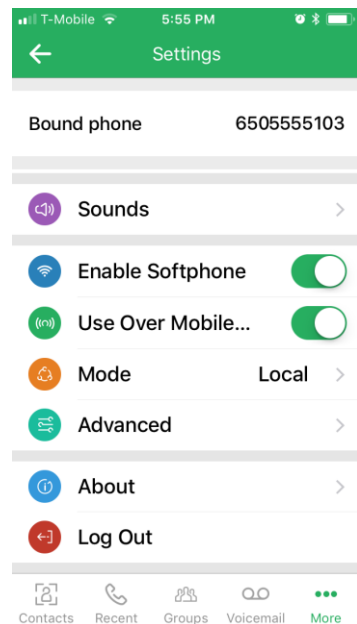 T-Mobile 5:55 PM
Settings
Bound phone 6505555103
Sounds
Enable Softphone
Use Over Mobile...
Mode Local
Advanced
About
Log Out
Contacts Recent Groups Voicemail More